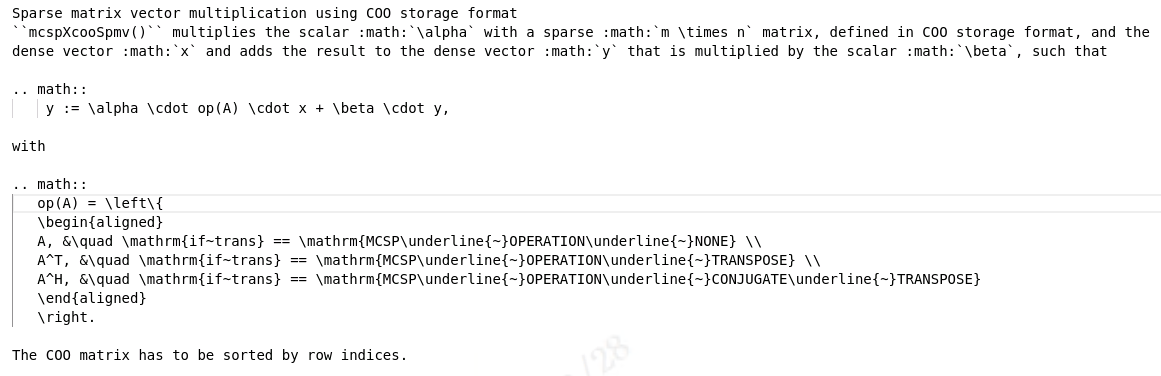 Sparse matrix vector multiplication using COO storage format
``mcspXcooSpmv()`` multiplies the scalar :math:`\alpha` with a sparse :math:`m \times n` matrix, defined in COO storage format, and the
dense vector :math:`x` and adds the result to the dense vector :math:`y` that is multiplied by the scalar :math:`\beta`, such that
.. math::
y := \alpha \cdot op(A) \cdot x + \beta \cdot y,
with
.. math::
op(A) = \left\{
\begin{aligned}
A, &\quad \mathrm{if~trans} == \mathrm{MCSP\underline{~}OPERATION\underline{~}NONE} \\
A^T, &\quad \mathrm{if~trans} == \mathrm{MCSP\underline{~}OPERATION\underline{~}TRANSPOSE} \\
A^H, &\quad \mathrm{if~trans} == \mathrm{MCSP\underline{~}OPERATION\underline{~}CONJUGATE\underline{~}TRANSPOSE}
\end{aligned}
\right.
The COO matrix has to be sorted by row indices.
/28